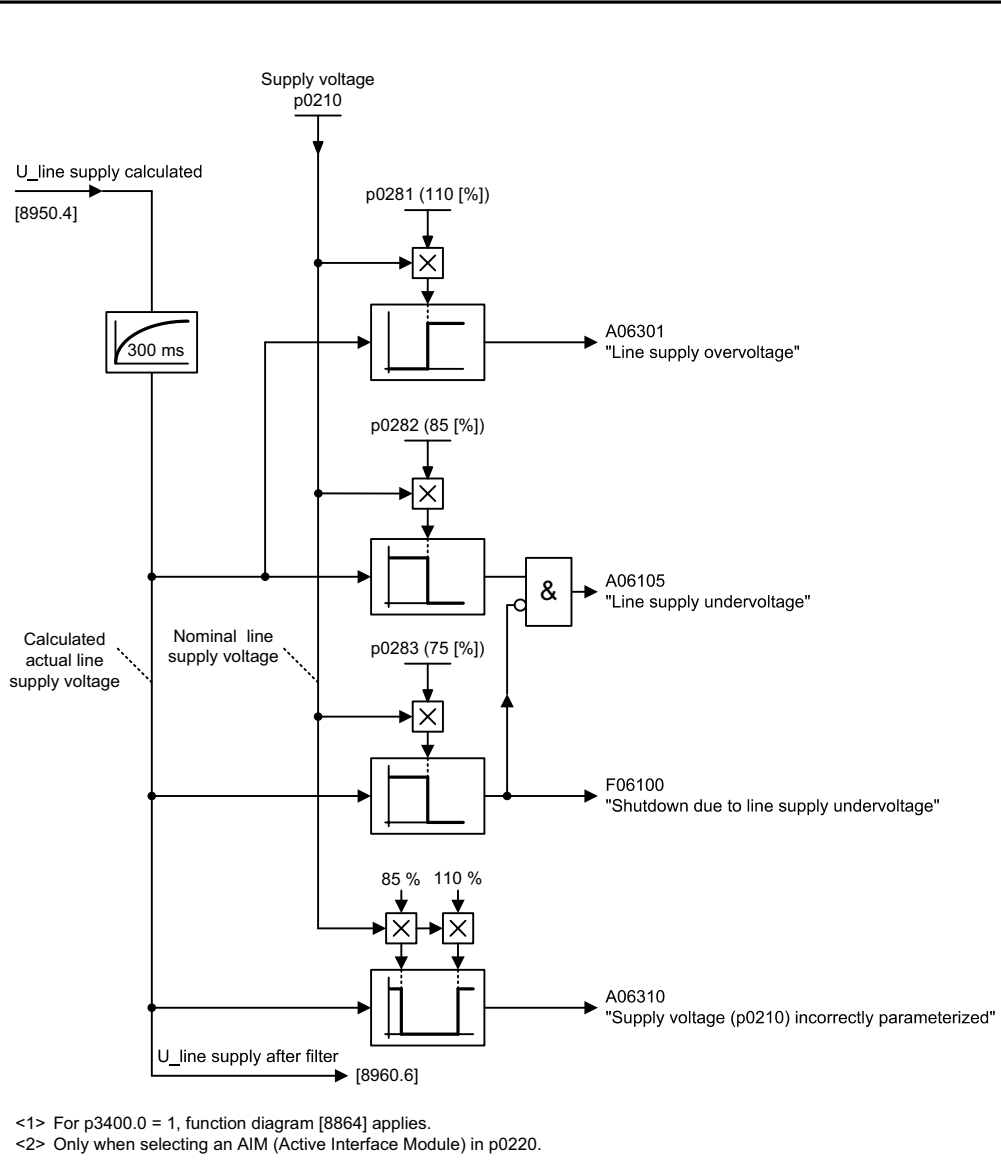 Supply voltage
p0210
U_line supply calculated
[8950.4]
p0281 (110 [%])
300 ms
A06301
"Line supply overvoltage"
p0282 (85 [%])
&
A06105
"Line supply undervoltage"
Calculated
actual line
supply voltage
Nominal line
supply voltage
p0283 (75 [%])
F06100
"Shutdown due to line supply undervoltage"
85 %
110 %
A06310
"Supply voltage (p0210) incorrectly parameterized"
U_line supply after filter
[8960.6]
<1> For p3400.0 = 1, function diagram [8864] applies.
<2> Only when selecting an AIM (Active Interface Module) in p0220.